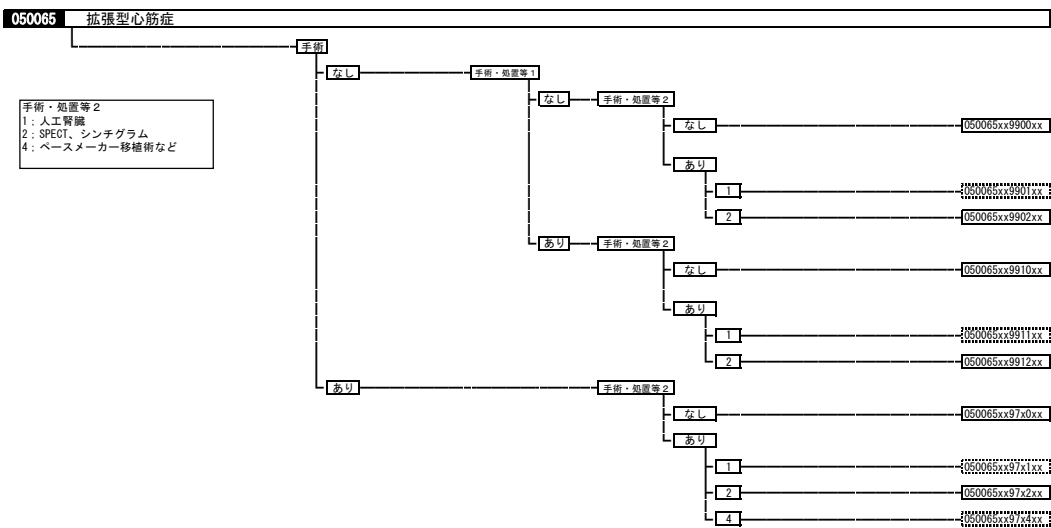 050065 拡張型心筋症
手術
なし 手術・処置等1
手術・処置等2
1；人工腎臓
2；SPECT、シンチグラム
4；ペースメーカー移植術など
なし 手術・処置等2
なし 050065xx9900xx
あり
1 050065xx9901xx
2 050065xx9902xx
あり 手術・処置等2
なし 050065xx9910xx
あり
1 050065xx9911xx
2 050065xx9912xx
あり 手術・処置等2
なし 050065xx97x0xx
あり
1 050065xx97x1xx
2 050065xx97x2xx
4 050065xx97x4xx